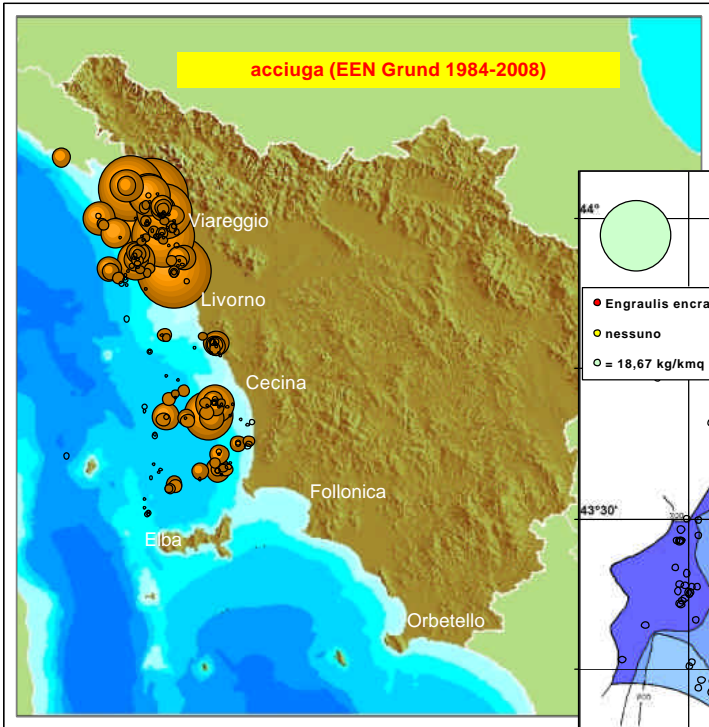 acciuga (EEN Grund 1984-2008)
Viareggio
Livorno
Cecina
Follonica
Elba
Orbetello
44°
Engraulis encra
nessuno
= 18,67 kg/kmq
43°30'